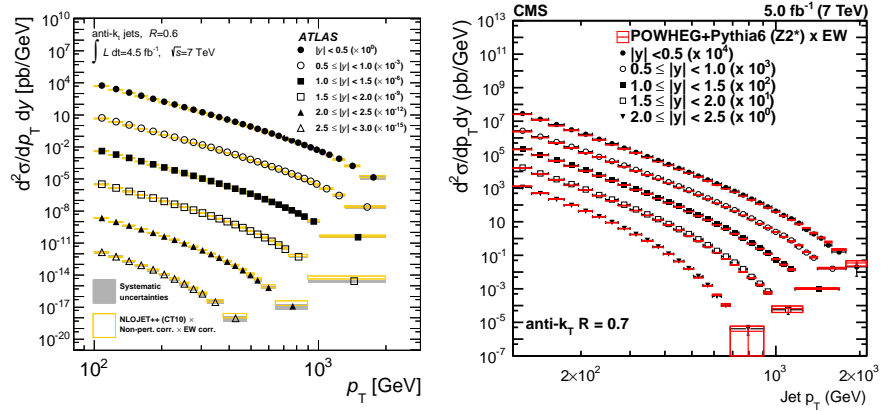 anti-kₜ jets, R=0.6
∫ L dt=4.5 fb⁻¹, √s=7 TeV
ATLAS
|y| < 0.5 (× 10⁰)
0.5 ≤ |y| < 1.0 (× 10⁻³)
1.0 ≤ |y| < 1.5 (× 10⁻⁶)
1.5 ≤ |y| < 2.0 (× 10⁻⁹)
2.0 ≤ |y| < 2.5 (× 10⁻¹²)
2.5 ≤ |y| < 3.0 (× 10⁻¹⁵)
d²σ/dp_T dy [pb/GeV]
10¹⁰
10⁷
10⁴
10
10⁻²
10⁻⁵
10⁻⁸
10⁻¹¹
10⁻¹⁴
10⁻¹⁷
10⁻²⁰
Systematic
uncertainties
NLOJET++ (CT10) ×
Non-pert. corr. × EW corr.
10² 10³
p_T [GeV]
CMS 5.0 fb⁻¹ (7 TeV)
POWHEG+Pythia6 (Z2*) x EW
|y| <0.5 (x 10⁴)
0.5 ≤ |y| < 1.0 (x 10³)
1.0 ≤ |y| < 1.5 (x 10²)
1.5 ≤ |y| < 2.0 (x 10¹)
2.0 ≤ |y| < 2.5 (x 10⁰)
d²σ/dp_T dy (pb/GeV)
10¹³
10¹¹
10⁹
10⁷
10⁵
10³
10
10⁻¹
10⁻³
10⁻⁵
10⁻⁷
anti-k_T R = 0.7
2×10² 10³ 2×10³
Jet p_T (GeV)